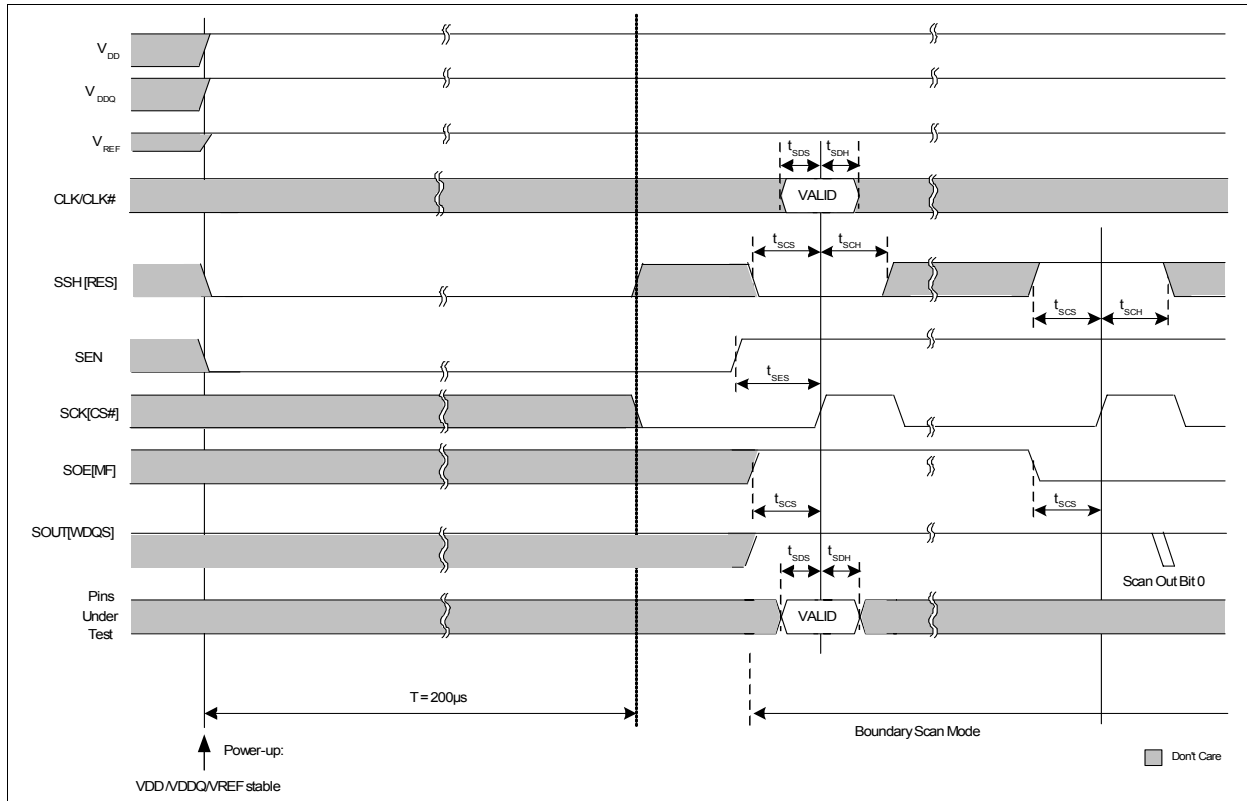 VDD
VDDQ
VREF
tSDS tSDH
CLK/CLK# VALID
tSCS tSCH
SSH[RES]
tSCS tSCH
SEN
tSES
SCK[CS#]
SOE[MF]
tSCS tSCS
SOUT[WDQS]
tSDS tSDH
Scan Out Bit 0
Pins
Under
Test
VALID
T = 200µs
Boundary Scan Mode
Power-up:
Don't Care
VDD/VDDQ/VREF stable